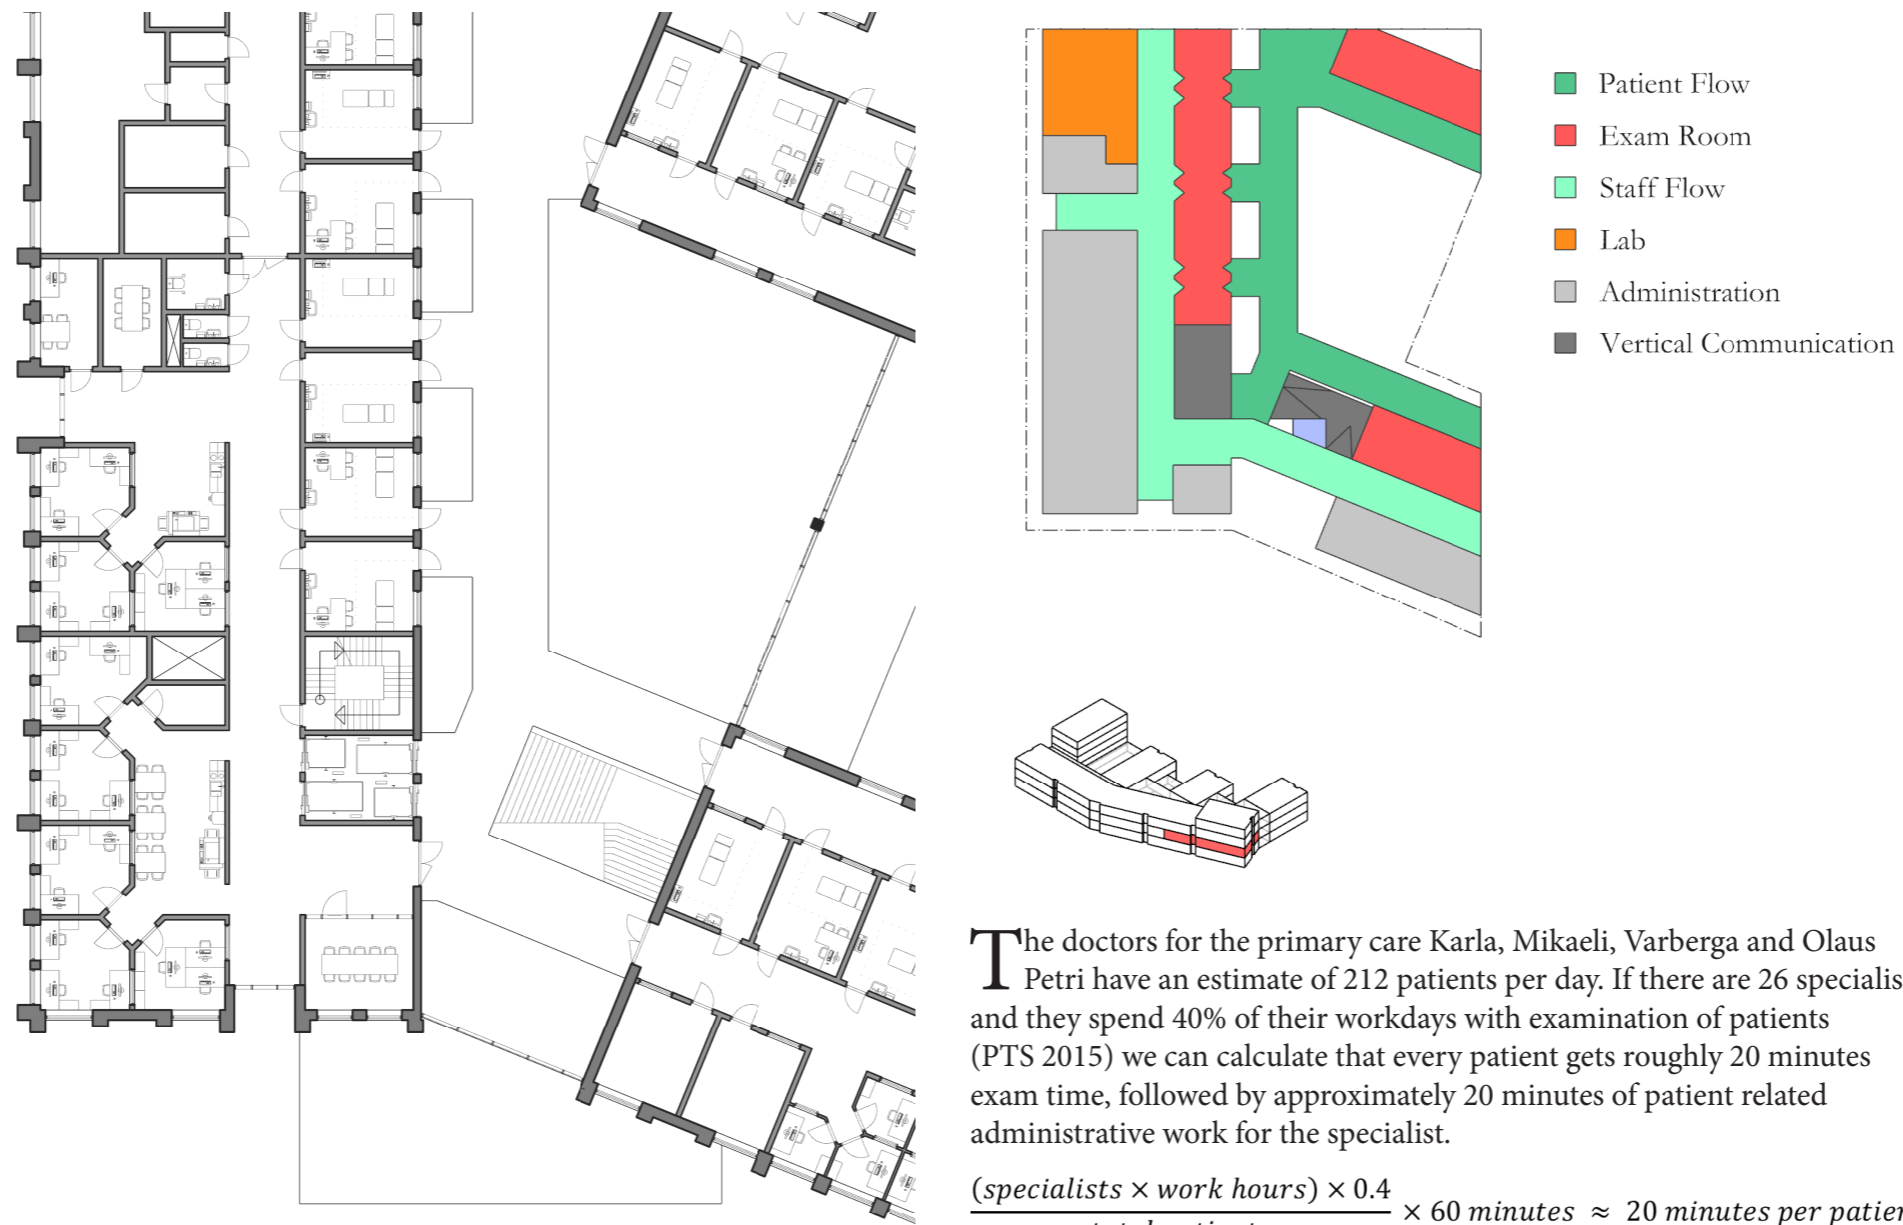 Patient Flow
Exam Room
Staff Flow
Lab
Administration
Vertical Communication
The doctors for the primary care Karla, Mikaeli, Varberga and Olaus
Petri have an estimate of 212 patients per day. If there are 26 specialis
and they spend 40% of their workdays with examination of patients
(PTS 2015) we can calculate that every patient gets roughly 20 minutes
exam time, followed by approximately 20 minutes of patient related
administrative work for the specialist.
(specialists × work hours) × 0.4
× 60 minutes ≈ 20 minutes per patien